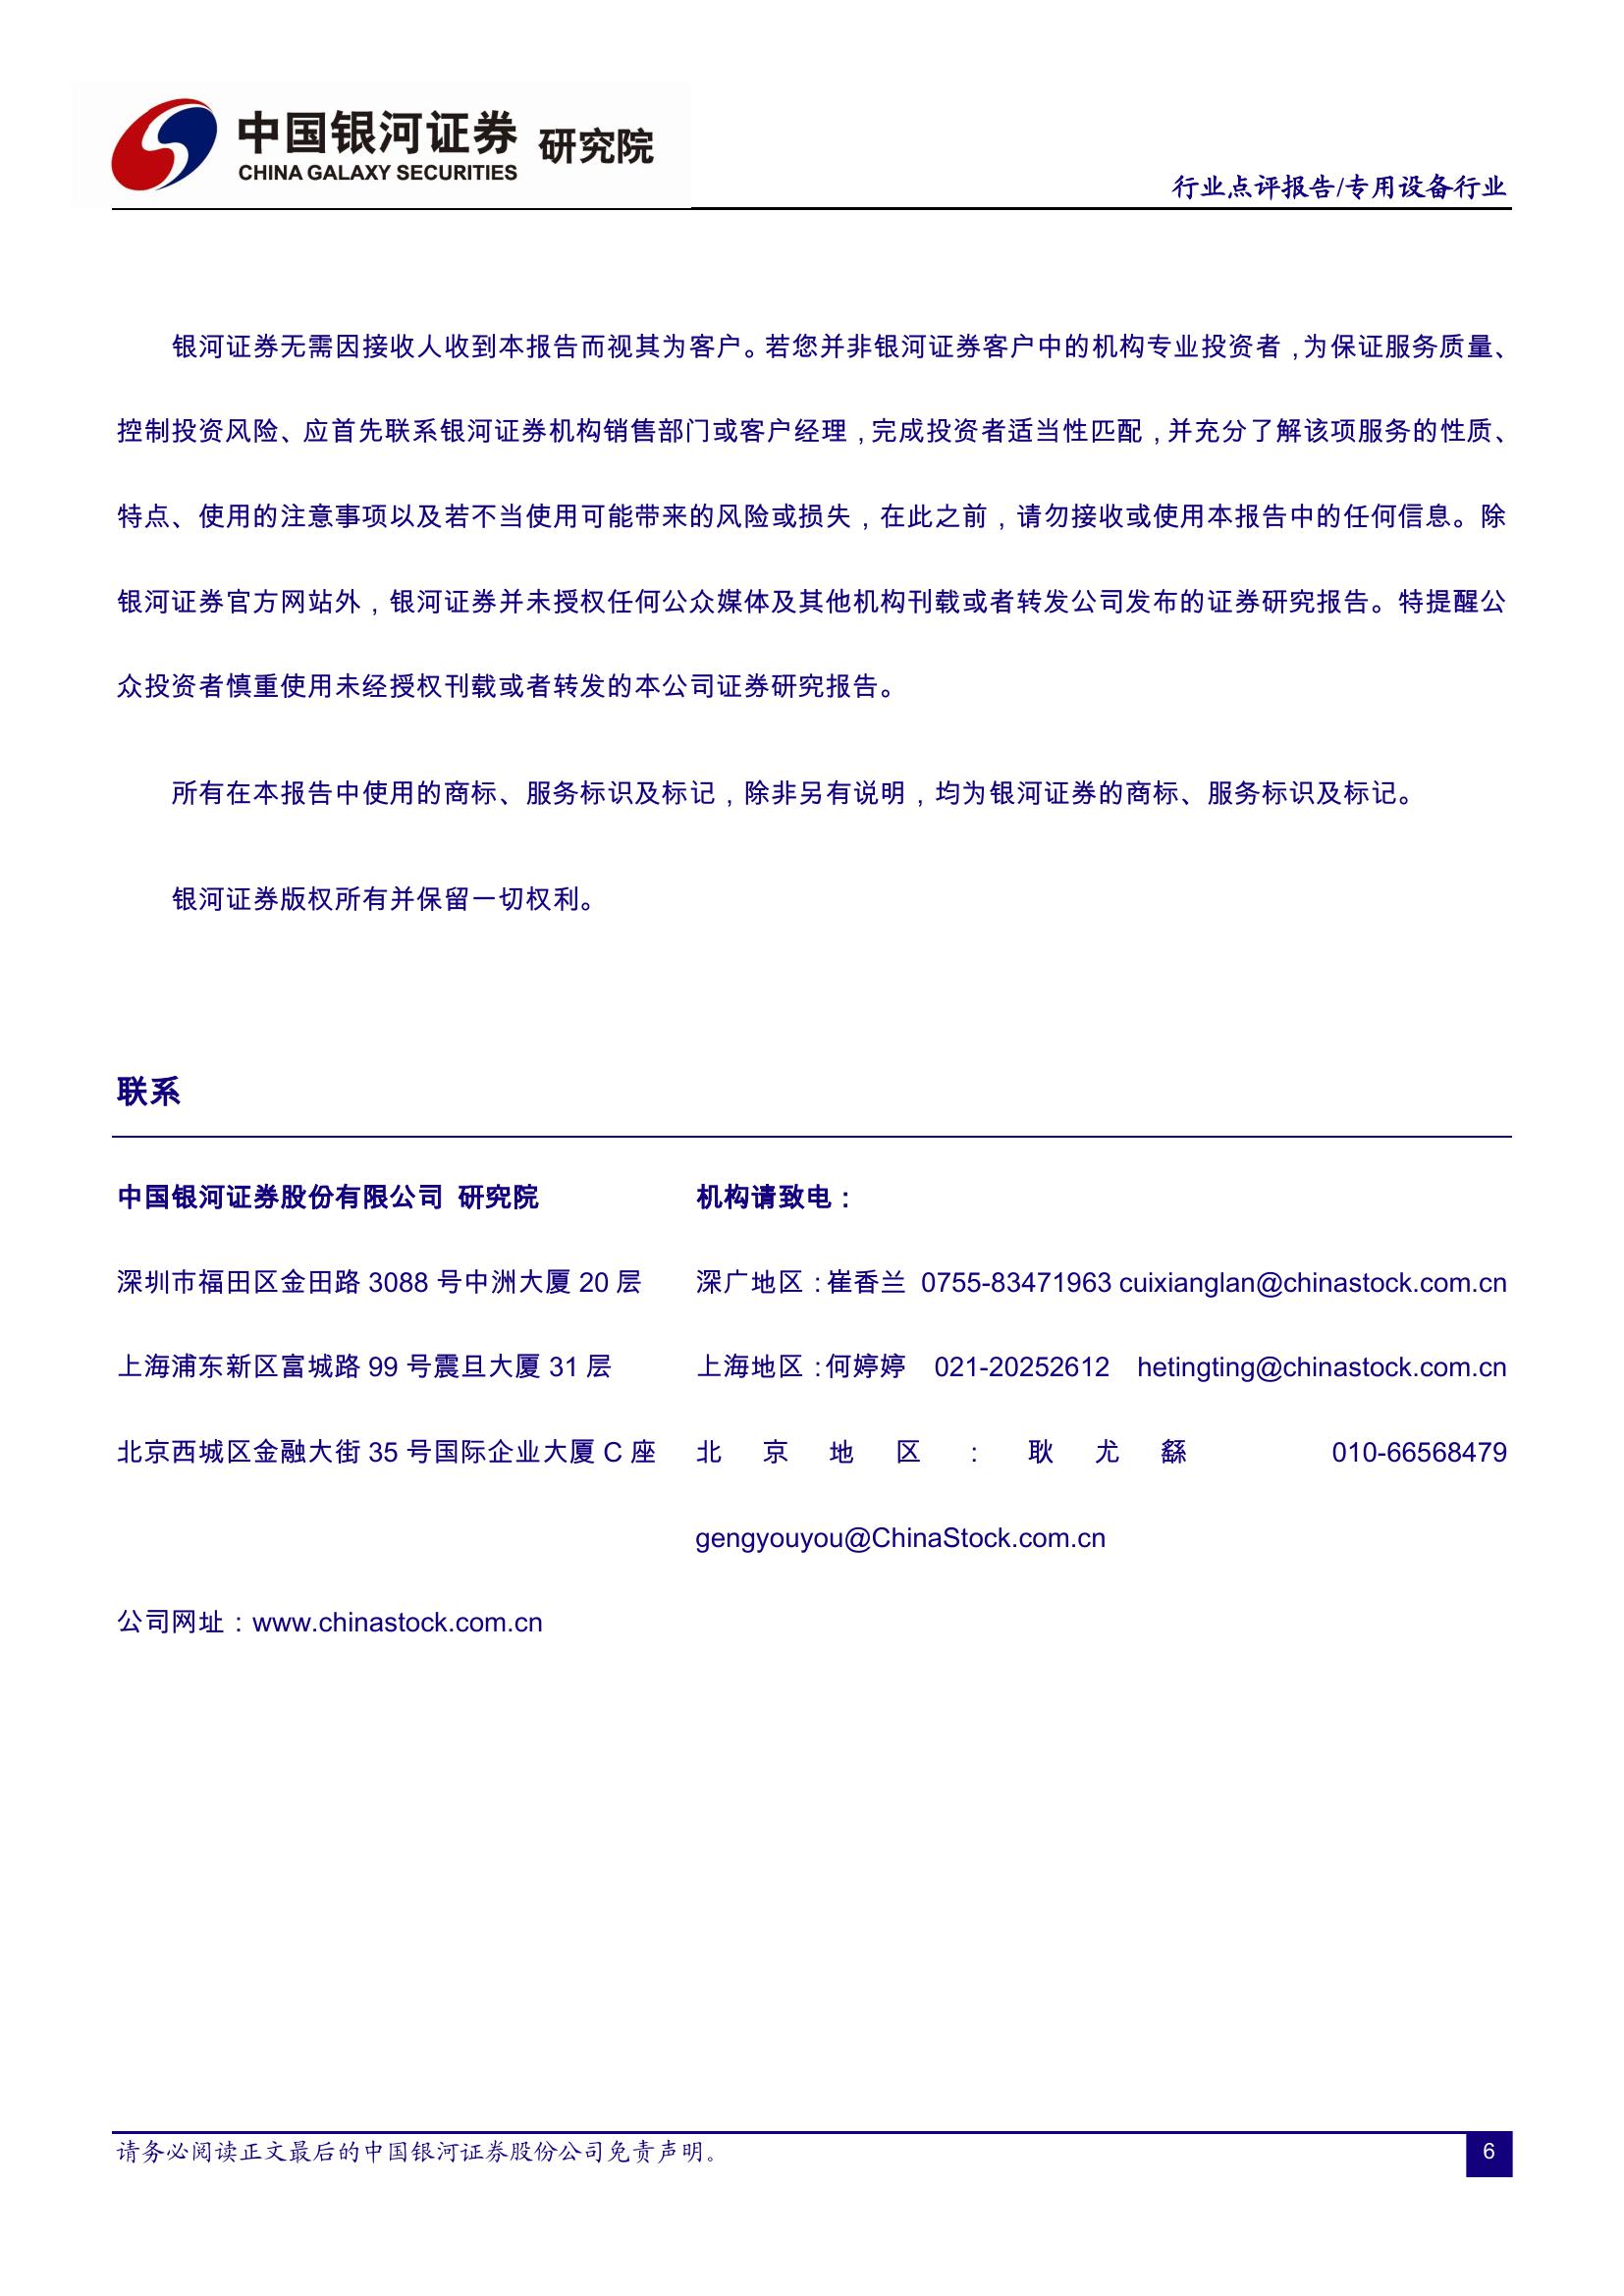 中国银河证券 研究院
CHINA GALAXY SECURITIES
行业点评报告/专用设备行业
银河证券无需因接收人收到本报告而视其为客户。若您并非银河证券客户中的机构专业投资者，为保证服务质量、
控制投资风险、应首先联系银河证券机构销售部门或客户经理，完成投资者适当性匹配，并充分了解该项服务的性质、
特点、使用的注意事项以及若不当使用可能带来的风险或损失，在此之前，请勿接收或使用本报告中的任何信息。除
银河证券官方网站外，银河证券并未授权任何公众媒体及其他机构刊载或者转发公司发布的证券研究报告。特提醒公
众投资者慎重使用未经授权刊载或者转发的本公司证券研究报告。
所有在本报告中使用的商标、服务标识及标记，除非另有说明，均为银河证券的商标、服务标识及标记。
银河证券版权所有并保留一切权利。
联系
中国银河证券股份有限公司 研究院 机构请致电：
深圳市福田区金田路 3088 号中洲大厦 20 层 深广地区：崔香兰 0755-83471963 cuixianglan@chinastock.com.cn
上海浦东新区富城路 99 号震旦大厦 31 层 上海地区：何婷婷 021-20252612 hetingting@chinastock.com.cn
北京西城区金融大街 35 号国际企业大厦 C 座 北京地区：耿尤繇 010-66568479
gengyouyou@ChinaStock.com.cn
公司网址：www.chinastock.com.cn
请务必阅读正文最后的中国银河证券股份公司免责声明。 6